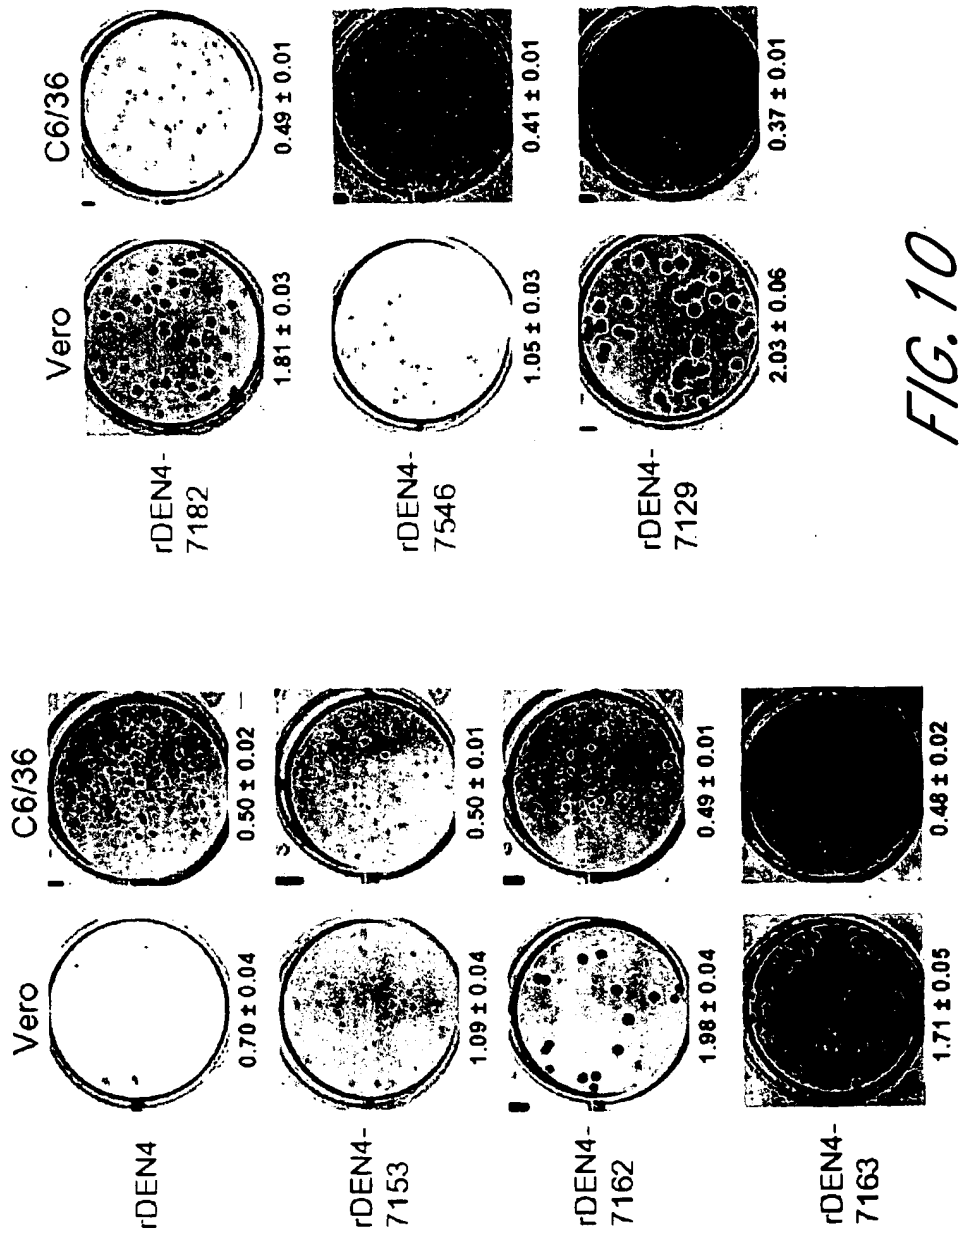 Vero C6/36
rDEN4
0.70 ± 0.04 0.50 ± 0.02
rDEN4-
7153
1.09 ± 0.04 0.50 ± 0.01
rDEN4-
7162
1.98 ± 0.04 0.49 ± 0.01
rDEN4-
7163
1.71 ± 0.05 0.48 ± 0.02
Vero C6/36
rDEN4-
7182
1.81 ± 0.03 0.49 ± 0.01
rDEN4-
7546
1.05 ± 0.03 0.41 ± 0.01
rDEN4-
7129
2.03 ± 0.06 0.37 ± 0.01
FIG. 10